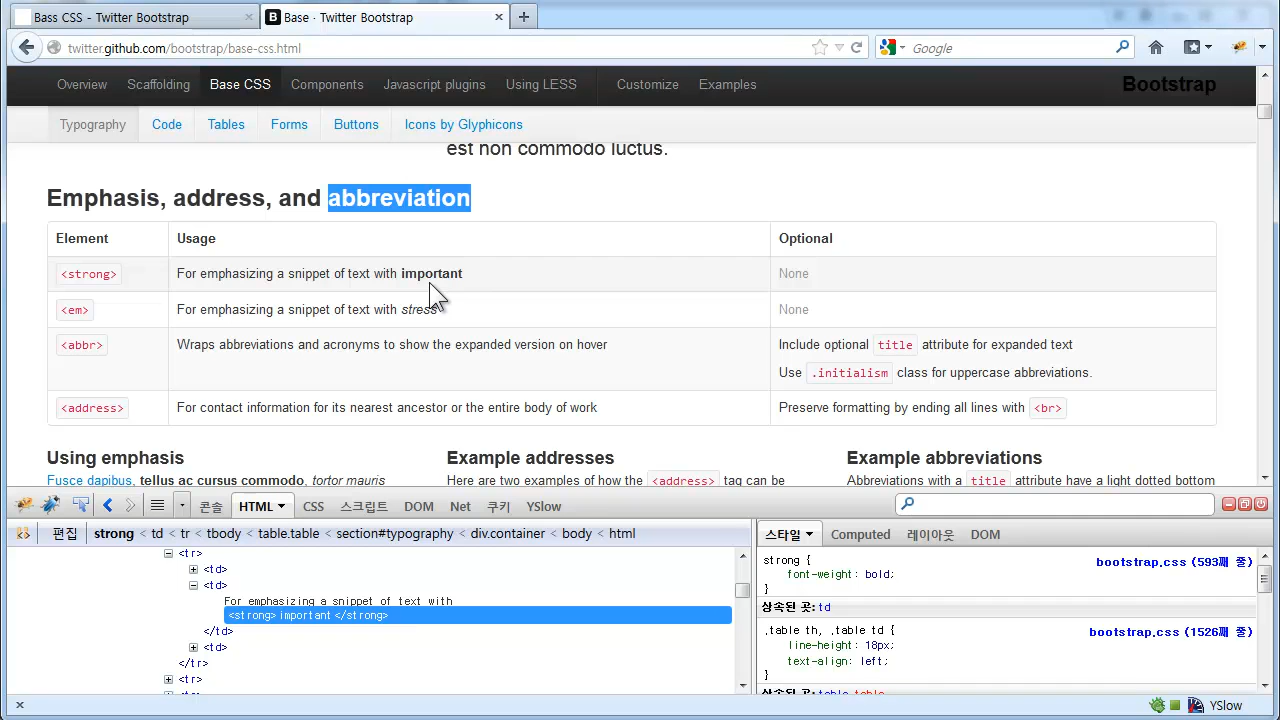 Bass CSS - Twitter Bootstrap
Base · Twitter Bootstrap
twitter.github.com/bootstrap/base-css.html
Google
Overview Scaffolding Base CSS Components Javascript plugins Using LESS Customize Examples Bootstrap
Typography Code Tables Forms Buttons Icons by Glyphicons
est non commodo luctus.
Emphasis, address, and abbreviation
Element Usage Optional
<strong> For emphasizing a snippet of text with important None
<em> For emphasizing a snippet of text with stress None
<abbr> Wraps abbreviations and acronyms to show the expanded version on hover Include optional title attribute for expanded text
Use .initialism class for uppercase abbreviations.
<address> For contact information for its nearest ancestor or the entire body of work Preserve formatting by ending all lines with <br>
Using emphasis Example addresses Example abbreviations
Fusce dapibus, tellus ac cursus commodo, tortor mauris Here are two examples of how the <address> tag can be Abbreviations with a title attribute have a light dotted bottom
콘솔 HTML CSS 스크립트 DOM Net 쿠키 YSlow
편집 strong < td < tr < tbody < table.table < section#typography < div.container < body < html
스타일 Computed 레이아웃 DOM
<tr>
<td>
<td>
For emphasizing a snippet of text with
<strong> important </strong>
</td>
<td>
</tr>
<tr>
strong { bootstrap.css (593째 줄)
font-weight: bold;
}
상속된 곳: td
.table th, .table td { bootstrap.css (1526째 줄)
line-height: 18px;
text-align: left;
}
상속된 곳: table.table
YSlow